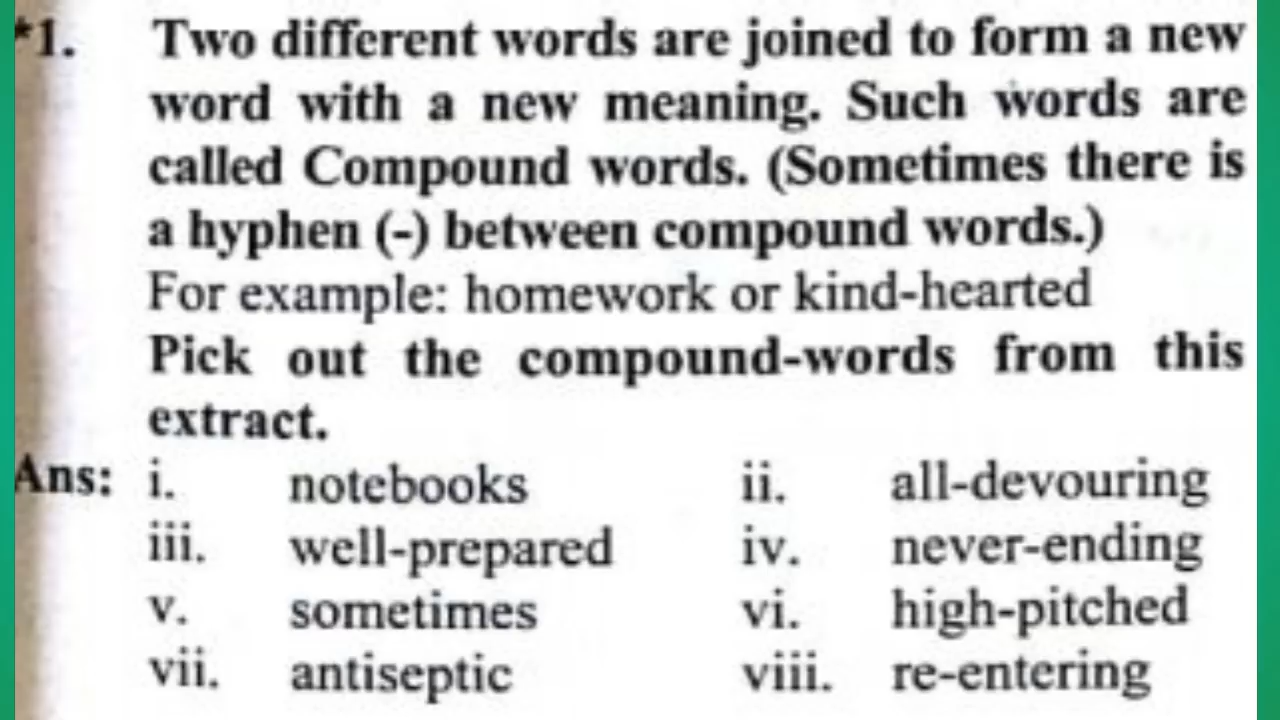 *1. Two different words are joined to form a new
word with a new meaning. Such words are
called Compound words. (Sometimes there is
a hyphen (-) between compound words.)
For example: homework or kind-hearted
Pick out the compound-words from this
extract.
Ans: i. notebooks ii. all-devouring
iii. well-prepared iv. never-ending
v. sometimes vi. high-pitched
vii. antiseptic viii. re-entering